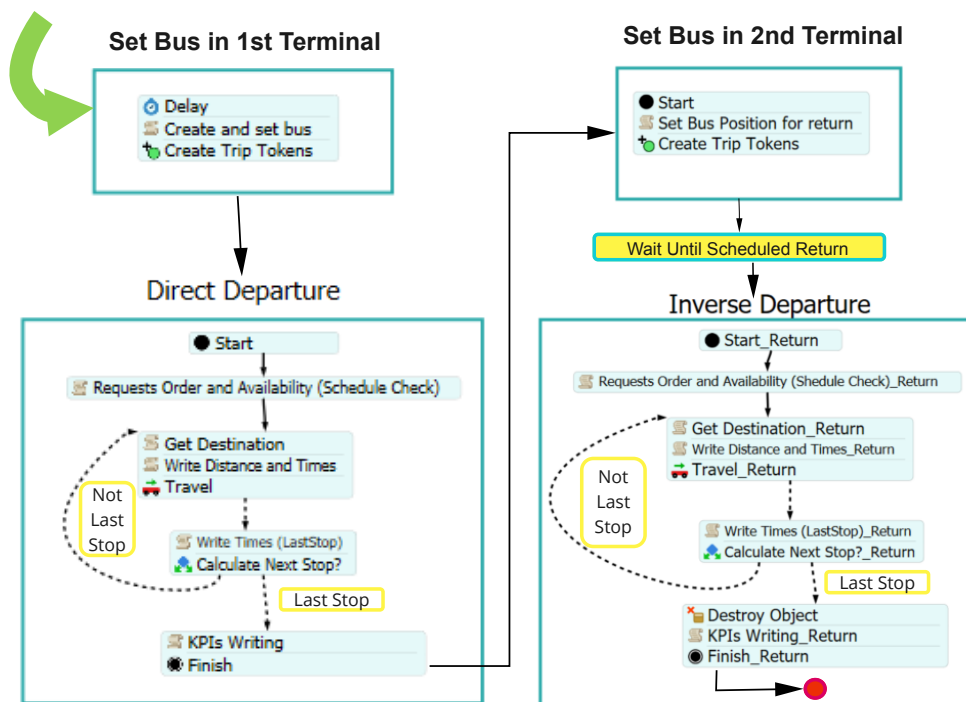 Set Bus in 1st Terminal
Delay
Create and set bus
Create Trip Tokens
Direct Departure
Start
Requests Order and Availability (Schedule Check)
Get Destination
Write Distance and Times
Travel
Not
Last
Stop
Write Times (LastStop)
Calculate Next Stop?
Last Stop
KPIs Writing
Finish
Set Bus in 2nd Terminal
Start
Set Bus Position for return
Create Trip Tokens
Wait Until Scheduled Return
Inverse Departure
Start_Return
Requests Order and Availability (Shedule Check)_Return
Get Destination_Return
Write Distance and Times_Return
Travel_Return
Not
Last
Stop
Write Times (LastStop)_Return
Calculate Next Stop?_Return
Last Stop
Destroy Object
KPIs Writing_Return
Finish_Return